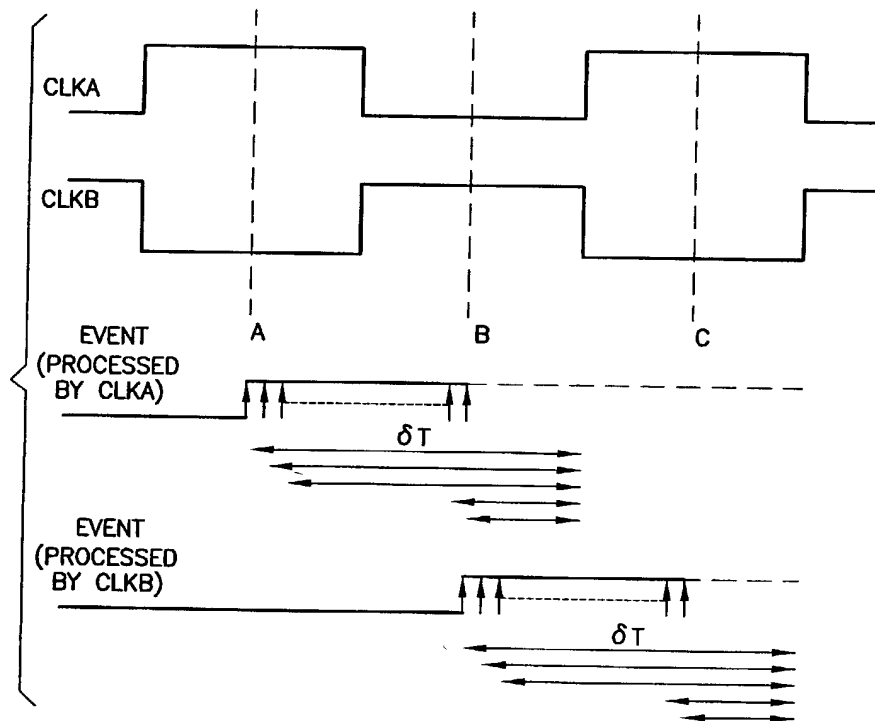 CLKA
CLKB
A
B
C
EVENT
(PROCESSED
BY CLKA)
δT
EVENT
(PROCESSED
BY CLKB)
δT